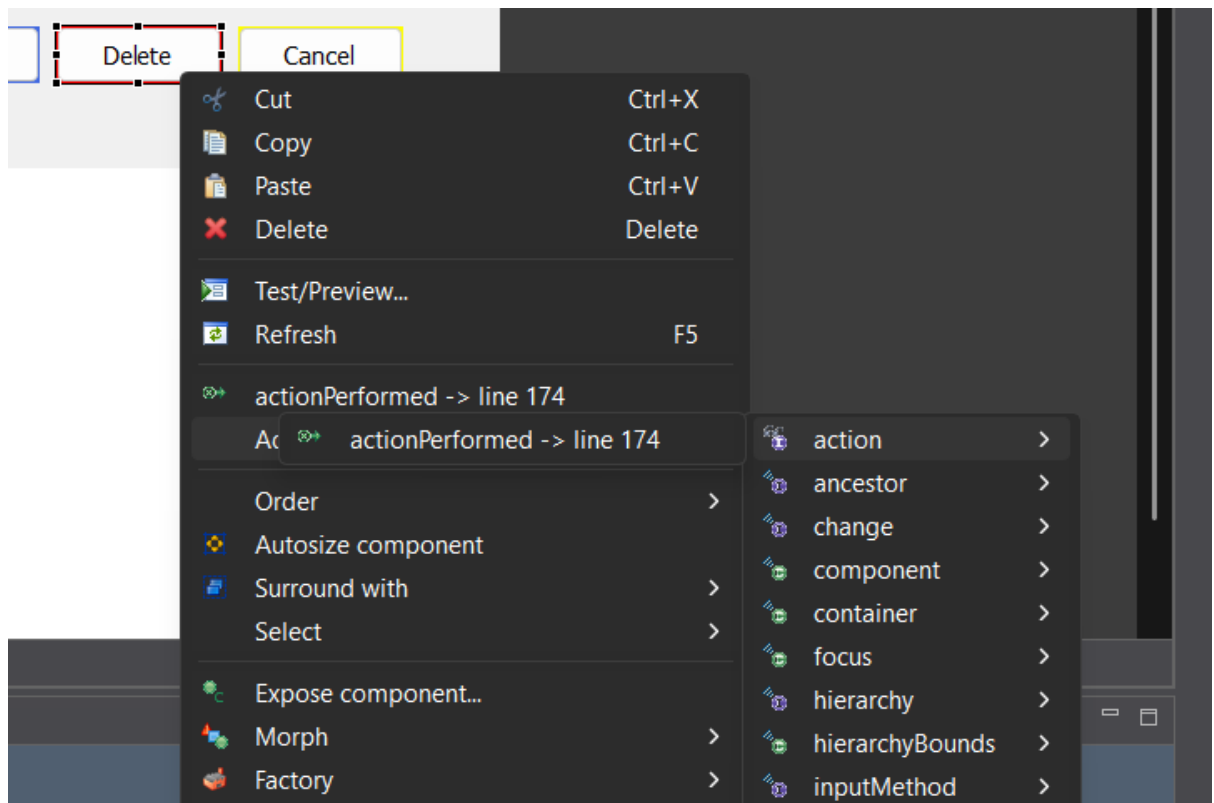 Delete Cancel
Cut Ctrl+X
Copy Ctrl+C
Paste Ctrl+V
Delete Delete
Test/Preview...
Refresh F5
actionPerformed -> line 174
actionPerformed -> line 174
Order
Autosize component
Surround with
Select
Expose component...
Morph
Factory
action
ancestor
change
component
container
focus
hierarchy
hierarchyBounds
inputMethod